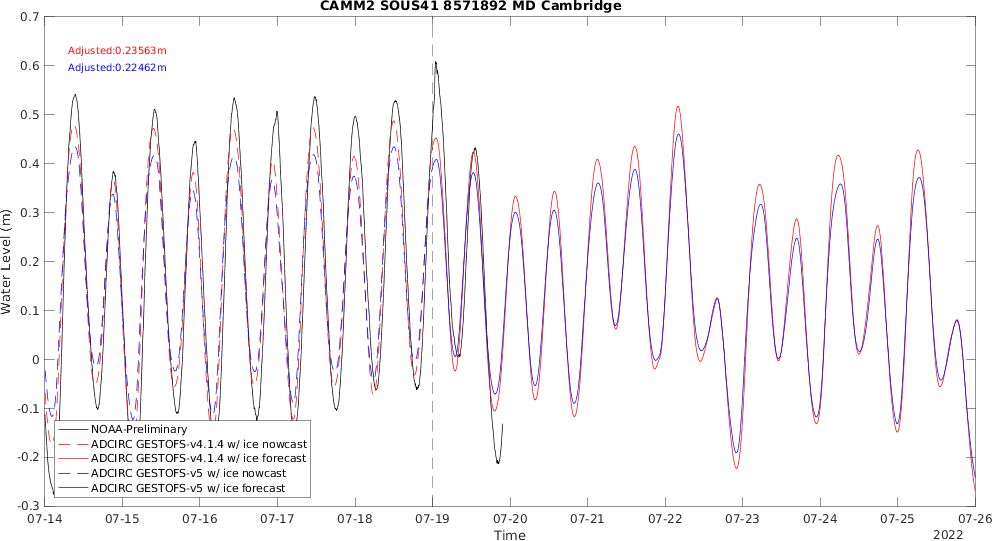 CAMM2 SOUS41 8571892 MD Cambridge
0.7
0.6
0.5
0.4
0.3
0.2
0.1
0
-0.1
-0.2
-0.3
Water Level (m)
Adjusted:0.23563m
Adjusted:0.22462m
NOAA-Preliminary
ADCIRC GESTOFS-v4.1.4 w/ ice nowcast
ADCIRC GESTOFS-v4.1.4 w/ ice forecast
ADCIRC GESTOFS-v5 w/ ice nowcast
ADCIRC GESTOFS-v5 w/ ice forecast
07-14 07-15 07-16 07-17 07-18 07-19 07-20 07-21 07-22 07-23 07-24 07-25 07-26
Time
2022